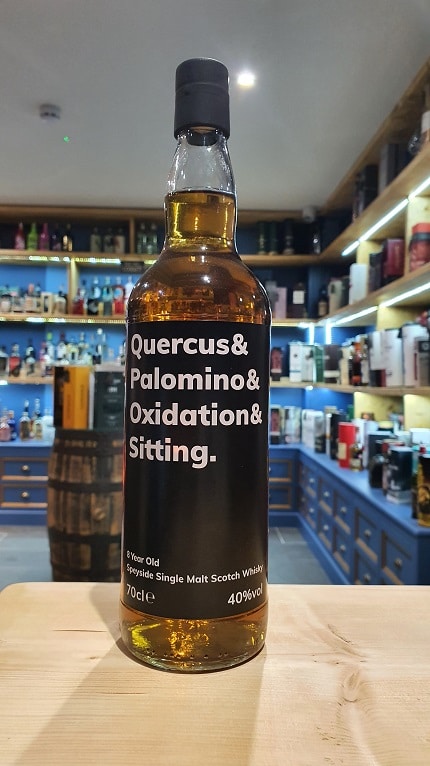 Quercus&
Palomino&
Oxidation&
Sitting.
8 Year Old
Speyside Single Malt Scotch Whisky
70cl℮
40%vol